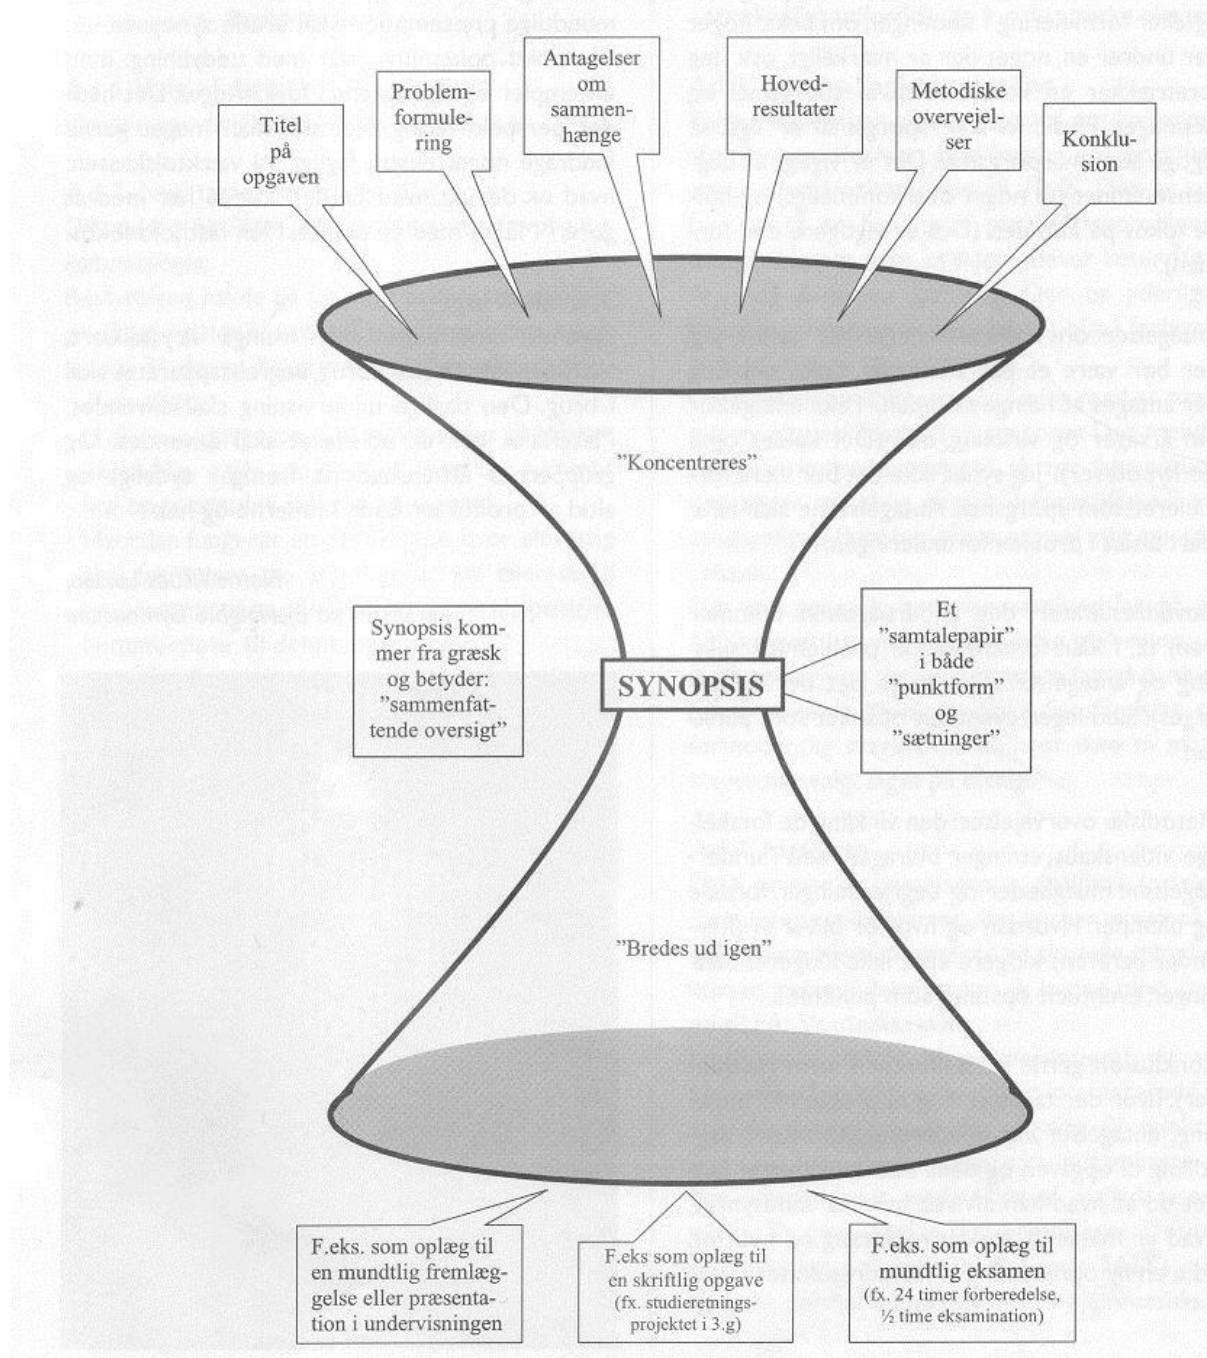 Titel
på
opgaven
Problem-
formule-
ring
Antagelser
om
sammen-
hænge
Hoved-
resultater
Metodiske
overvejel-
ser
Konklu-
sion
”Koncentreres”
Synopsis kom-
mer fra græsk
og betyder:
”sammenfat-
tende oversigt”
SYNOPSIS
Et
”samtalepapir”
i både
”punktform”
og
”sætninger”
”Bredes ud igen”
F.eks. som oplæg til
en mundtlig fremlæg-
gelse eller præsenta-
tion i undervisningen
F.eks som oplæg til
en skriftlig opgave
(fx. studieretnings-
projektet i 3.g)
F.eks. som oplæg til
mundtlig eksamen
(fx. 24 timer forberedelse,
½ time eksamination)